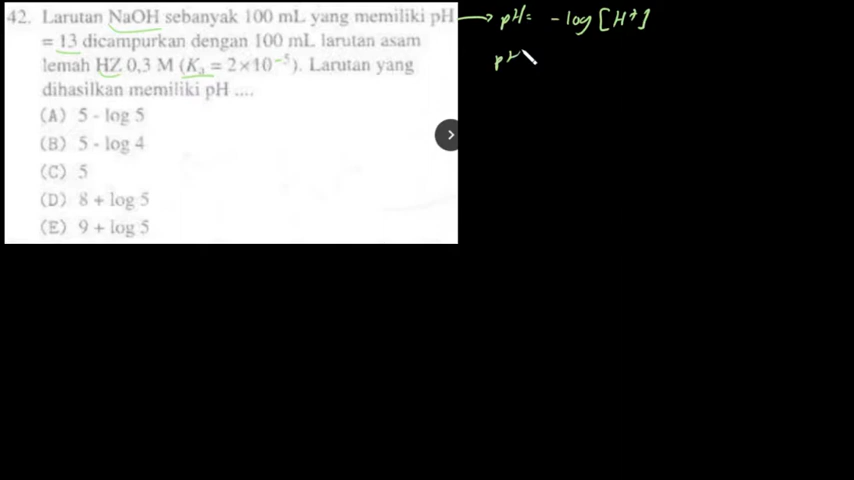 42. Larutan NaOH sebanyak 100 mL yang memiliki pH
= 13 dicampurkan dengan 100 mL larutan asam
lemah HZ 0,3 M (Kₐ = 2×10⁻⁵). Larutan yang
dihasilkan memiliki pH ....
(A) 5 - log 5
(B) 5 - log 4
(C) 5
(D) 8 + log 5
(E) 9 + log 5
→ pH = - log [H⁺]
pH